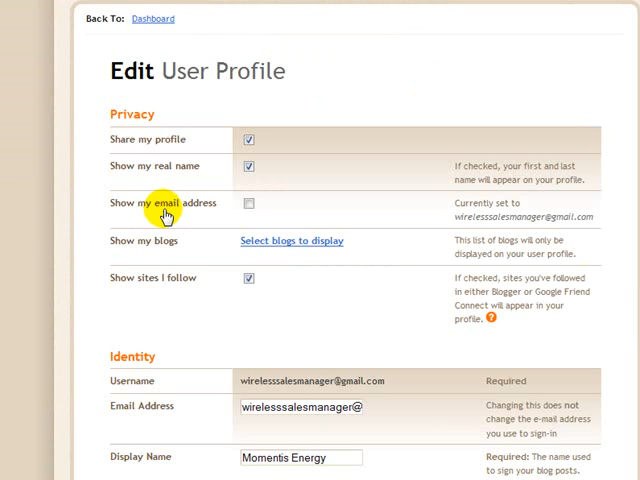 Back To: Dashboard
Edit User Profile
Privacy
Share my profile
Show my real name
If checked, your first and last
name will appear on your profile.
Show my email address
Currently set to
wirelesssalesmanager@gmail.com
Show my blogs
Select blogs to display
This list of blogs will only be
displayed on your user profile.
Show sites I follow
If checked, sites you've followed
in either Blogger or Google Friend
Connect will appear in your
profile. ?
Identity
Username
wirelesssalesmanager@gmail.com
Required
Email Address
wirelesssalesmanager@
Changing this does not
change the e-mail address
you use to sign-in
Display Name
Momentis Energy
Required: The name used
to sign your blog posts.